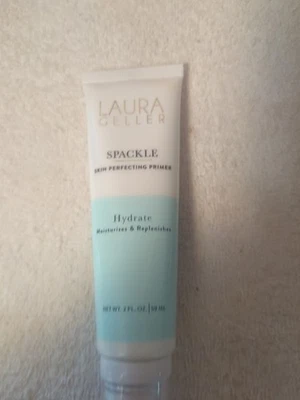 LAURA
GELLER
SPACKLE
SKIN PERFECTING PRIMER
Hydrate
Moisturizes & Replenishes
NET WT. 2 FL. OZ. | 59 ML